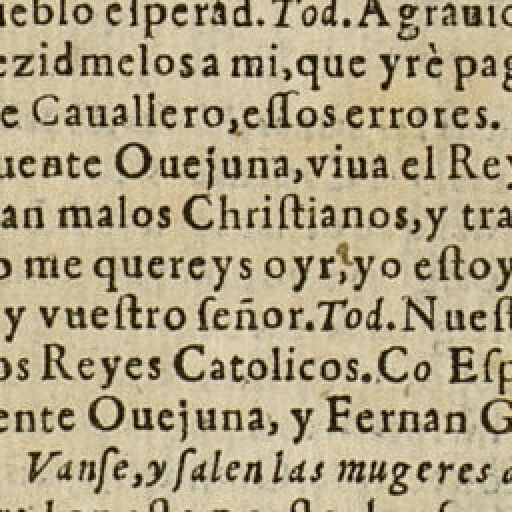 ueblo esperad. Tod. Agrauio
ezidmelos a mi, que yrè pag
e Cauallero, essos errores.
uente Ouejuna, viua el Rey
an malos Christianos, y tra
o me quereys oyr, yo estoy
y vuestro señor. Tod. Nuest
os Reyes Catolicos. Co Esp
ente Ouejuna, y Fernan G
Vanse, y salen las mugeres a